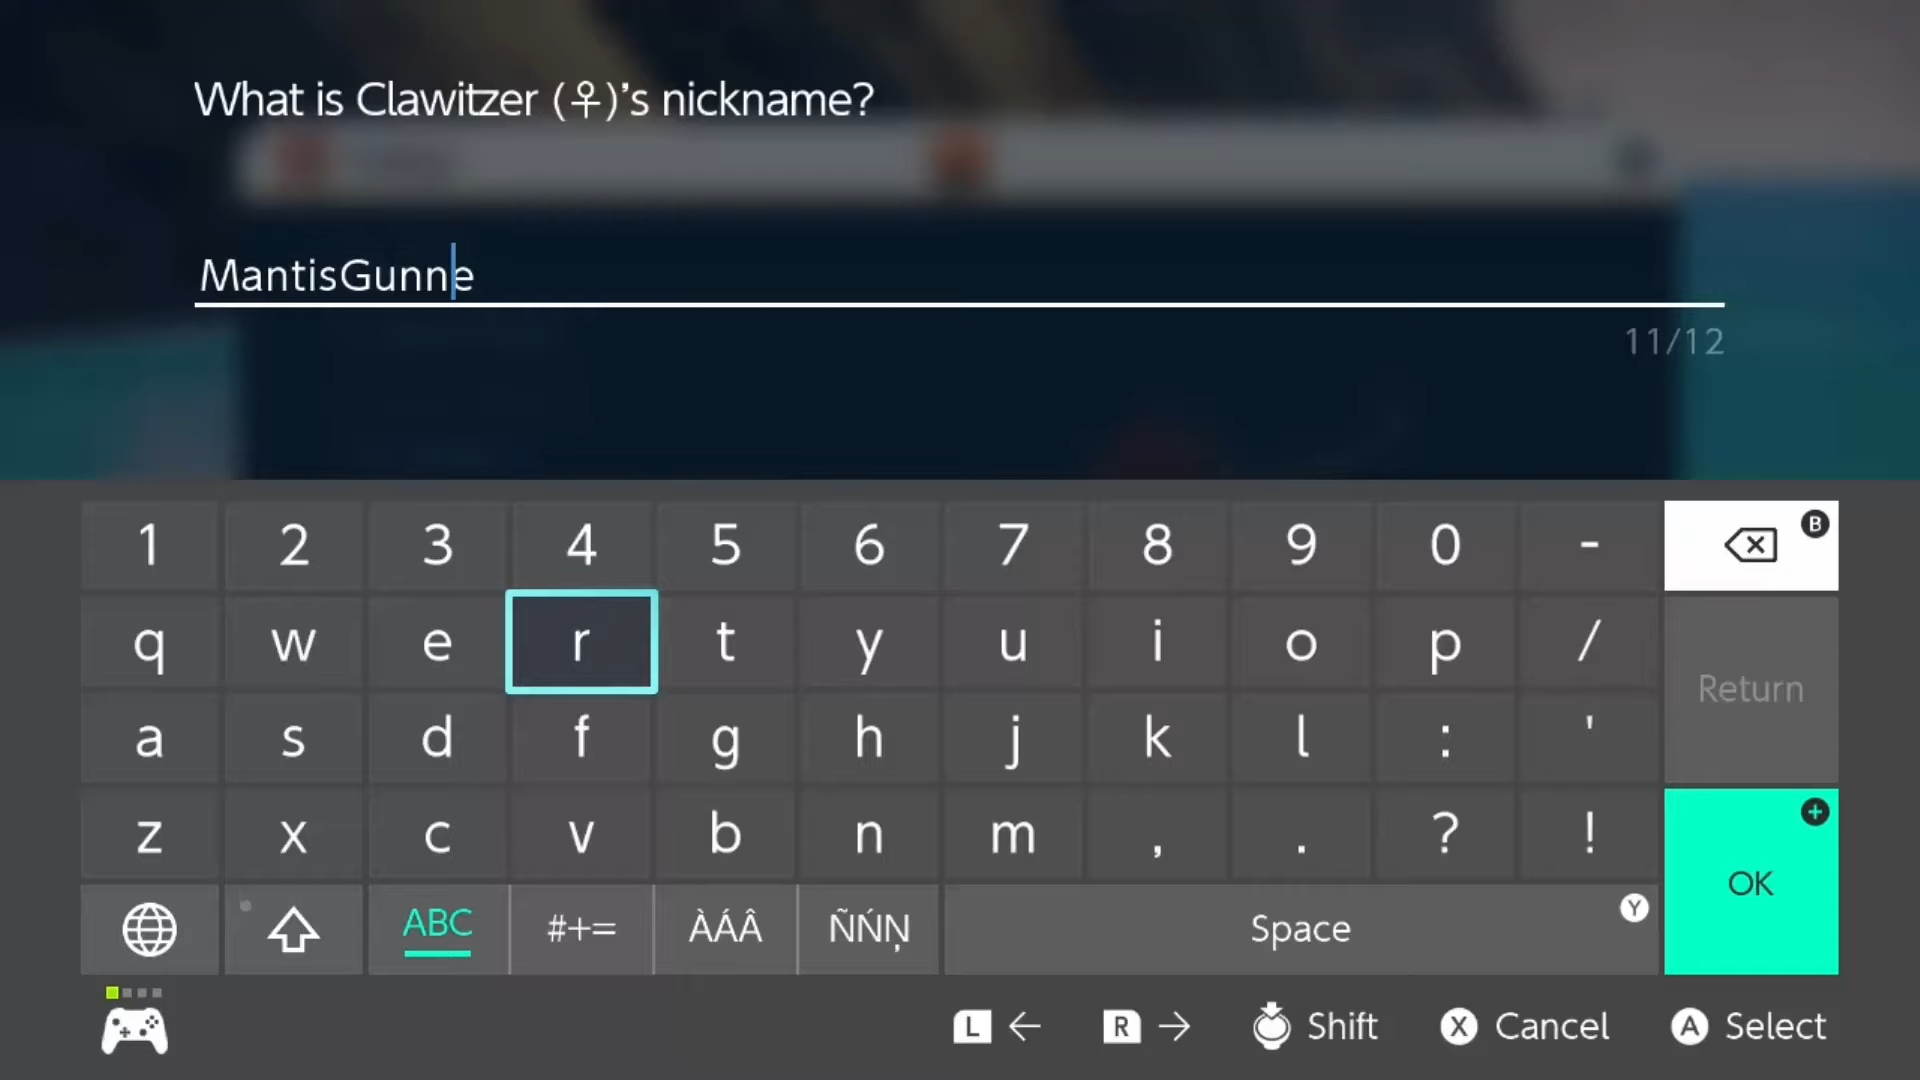 What is Clawitzer (♀)'s nickname?
MantisGunne
11/12
1 2 3 4 5 6 7 8 9 0 - B
q w e r t y u i o p / Return
a s d f g h j k l : '
z x c v b n m , . ? ! +
OK
ABC #+= ÀÁÂ ÑŃŅ Space Y
L ← R → Shift X Cancel A Select